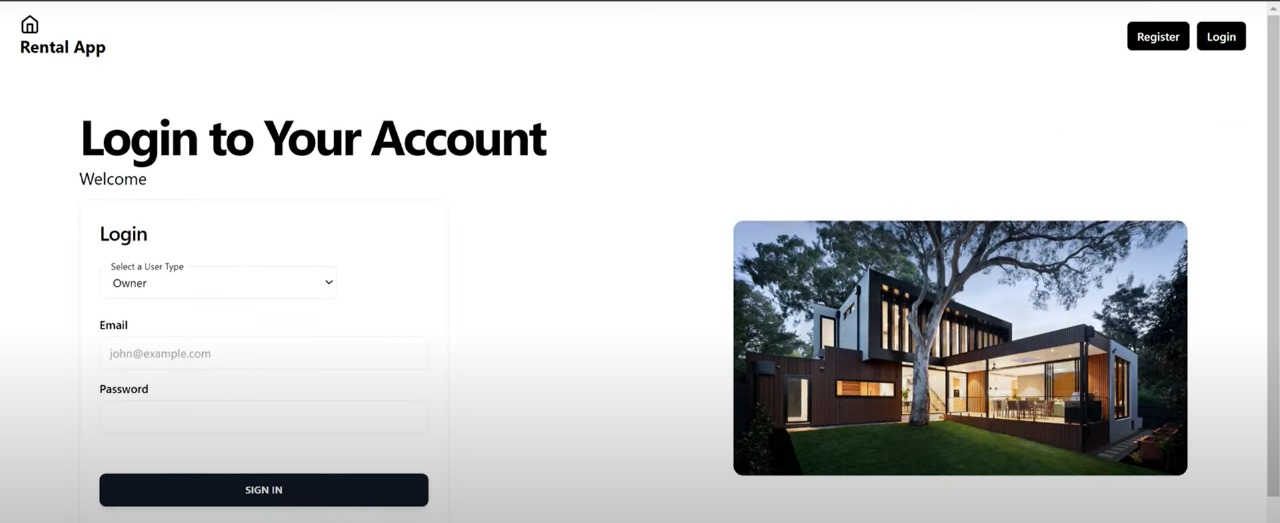 Rental App
Register
Login
Login to Your Account
Welcome
Login
Select a User Type
Owner
Email
john@example.com
Password
SIGN IN